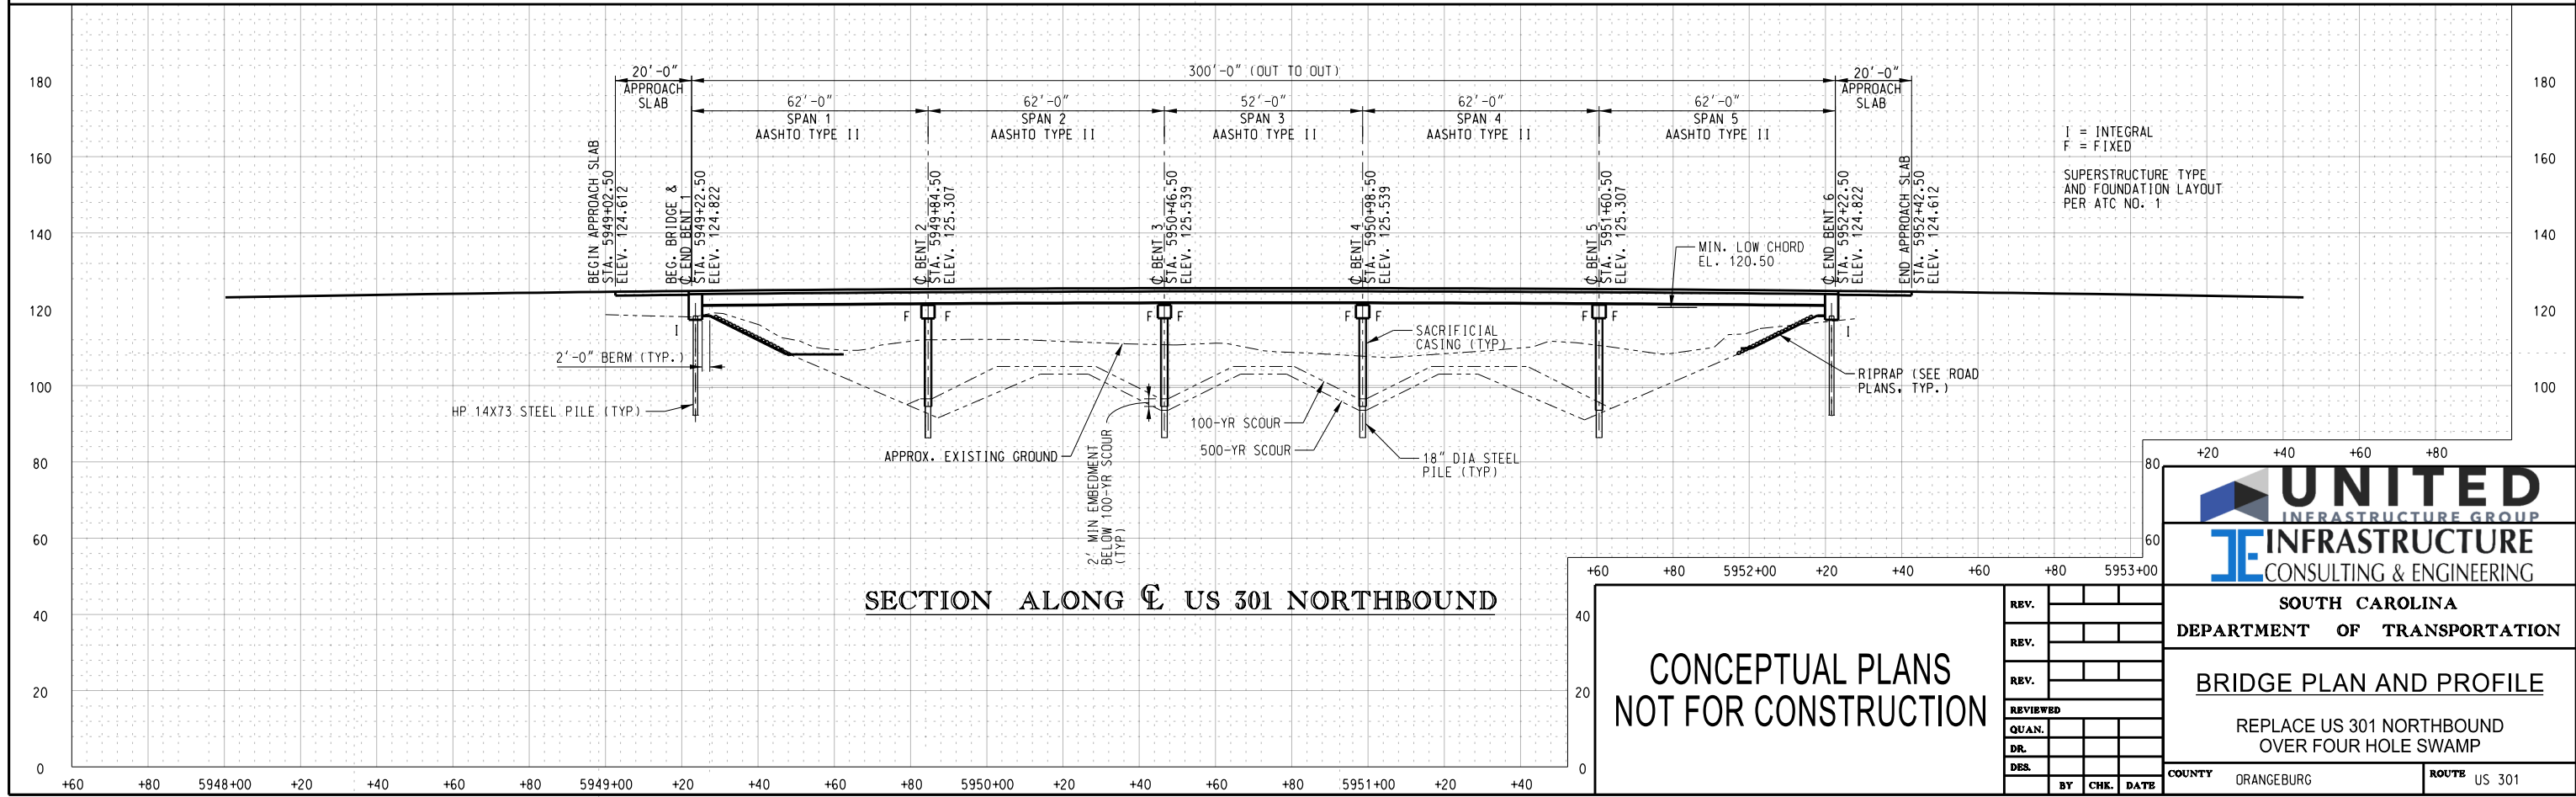 180
160
140
120
100
80
60
40
20
0
180
160
140
120
100
80
60
40
20
0
20'-0"
APPROACH
SLAB
300'-0" (OUT TO OUT)
20'-0"
APPROACH
SLAB
62'-0"
SPAN 1
AASHTO TYPE II
62'-0"
SPAN 2
AASHTO TYPE II
52'-0"
SPAN 3
AASHTO TYPE II
62'-0"
SPAN 4
AASHTO TYPE II
62'-0"
SPAN 5
AASHTO TYPE II
I = INTEGRAL
F = FIXED
SUPERSTRUCTURE TYPE
AND FOUNDATION LAYOUT
PER ATC NO. 1
BEGIN APPROACH SLAB
STA. 5949+02.50
ELEV. 124.612
BEG. BRIDGE &
℄ END BENT 1
STA. 5949+22.50
ELEV. 124.822
℄ BENT 2
STA. 5949+84.50
ELEV. 125.307
℄ BENT 3
STA. 5950+46.50
ELEV. 125.539
℄ BENT 4
STA. 5950+98.50
ELEV. 125.539
℄ BENT 5
STA. 5951+60.50
ELEV. 125.307
℄ END BENT 6
STA. 5952+22.50
ELEV. 124.822
END APPROACH SLAB
STA. 5952+42.50
ELEV. 124.612
MIN. LOW CHORD
EL. 120.50
I
F F
F F
F F
F F
I
SACRIFICIAL
CASING (TYP)
2'-0" BERM (TYP.)
HP 14X73 STEEL PILE (TYP)
RIPRAP (SEE ROAD
PLANS, TYP.)
APPROX. EXISTING GROUND
2' MIN EMBEDMENT
BELOW 100-YR SCOUR
(TYP)
100-YR SCOUR
500-YR SCOUR
18" DIA STEEL
PILE (TYP)
SECTION ALONG ℄ US 301 NORTHBOUND
+60 +80 5948+00 +20 +40 +60 +80 5949+00 +20 +40 +60 +80 5950+00 +20 +40 +60 +80 5951+00 +20 +40
+60 +80 5952+00 +20 +40 +60 +80 5953+00
+20 +40 +60 +80
CONCEPTUAL PLANS
NOT FOR CONSTRUCTION
REV.
REV.
REV.
REVIEWED
QUAN.
DR.
DES.
BY CHK. DATE
UNITED
INFRASTRUCTURE GROUP
INFRASTRUCTURE
CONSULTING & ENGINEERING
SOUTH CAROLINA
DEPARTMENT OF TRANSPORTATION
BRIDGE PLAN AND PROFILE
REPLACE US 301 NORTHBOUND
OVER FOUR HOLE SWAMP
COUNTY ORANGEBURG
ROUTE US 301